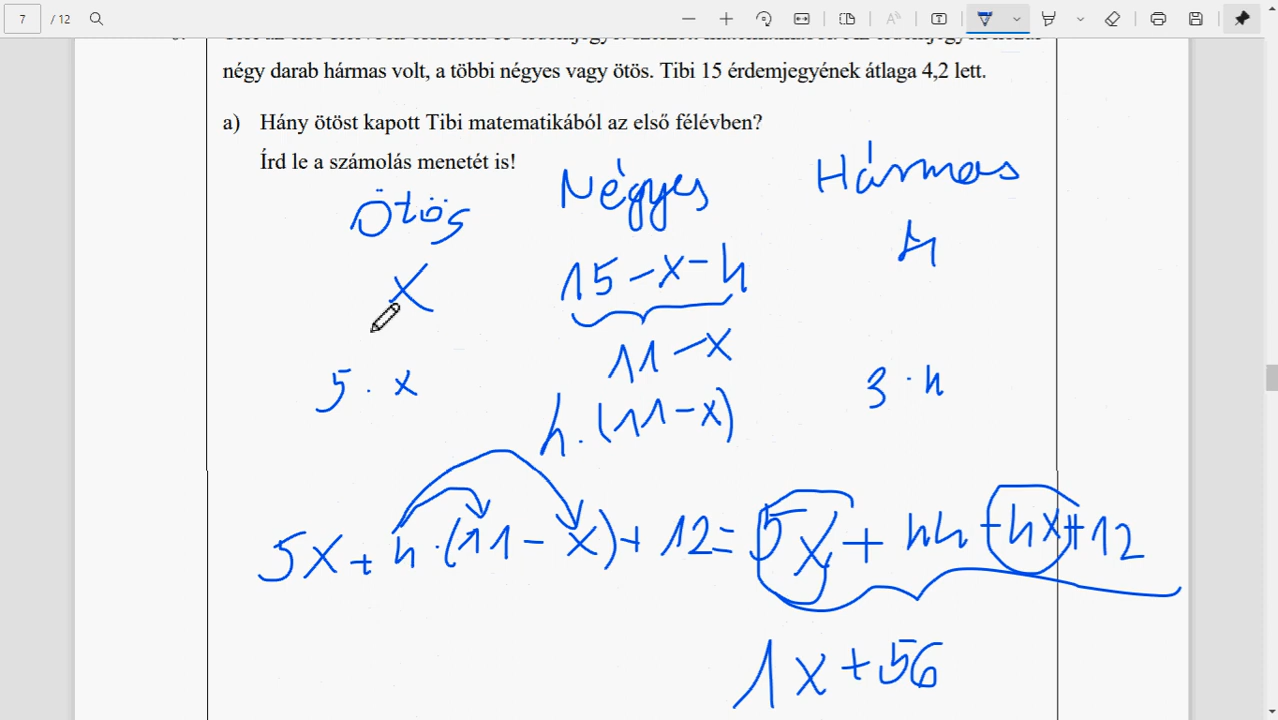 7 / 12
négy darab hármas volt, a többi négyes vagy ötös. Tibi 15 érdemjegyének átlaga 4,2 lett.
a) Hány ötöst kapott Tibi matematikából az első félévben?
Írd le a számolás menetét is!
Ötös Négyes Hármas
x 15-x-4 4
11-x
5·x 4·(11-x) 3·4
5x+4·(11-x)+12=5x+44-4x+12
1x+56